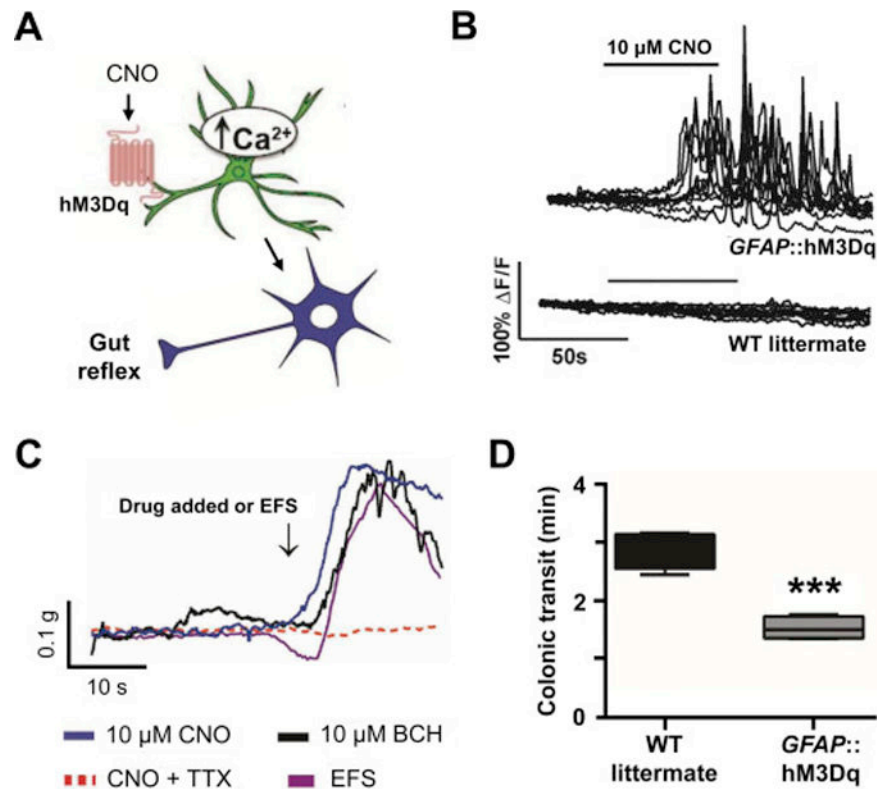 A
CNO
↑ Ca²⁺
hM3Dq
Gut
reflex
B
10 µM CNO
GFAP::hM3Dq
100% ΔF/F
50s
WT littermate
C
Drug added or EFS
0.1 g
10 s
10 µM CNO
10 µM BCH
CNO + TTX
EFS
D
Colonic transit (min)
4
2
0
***
WT
littermate
GFAP::
hM3Dq